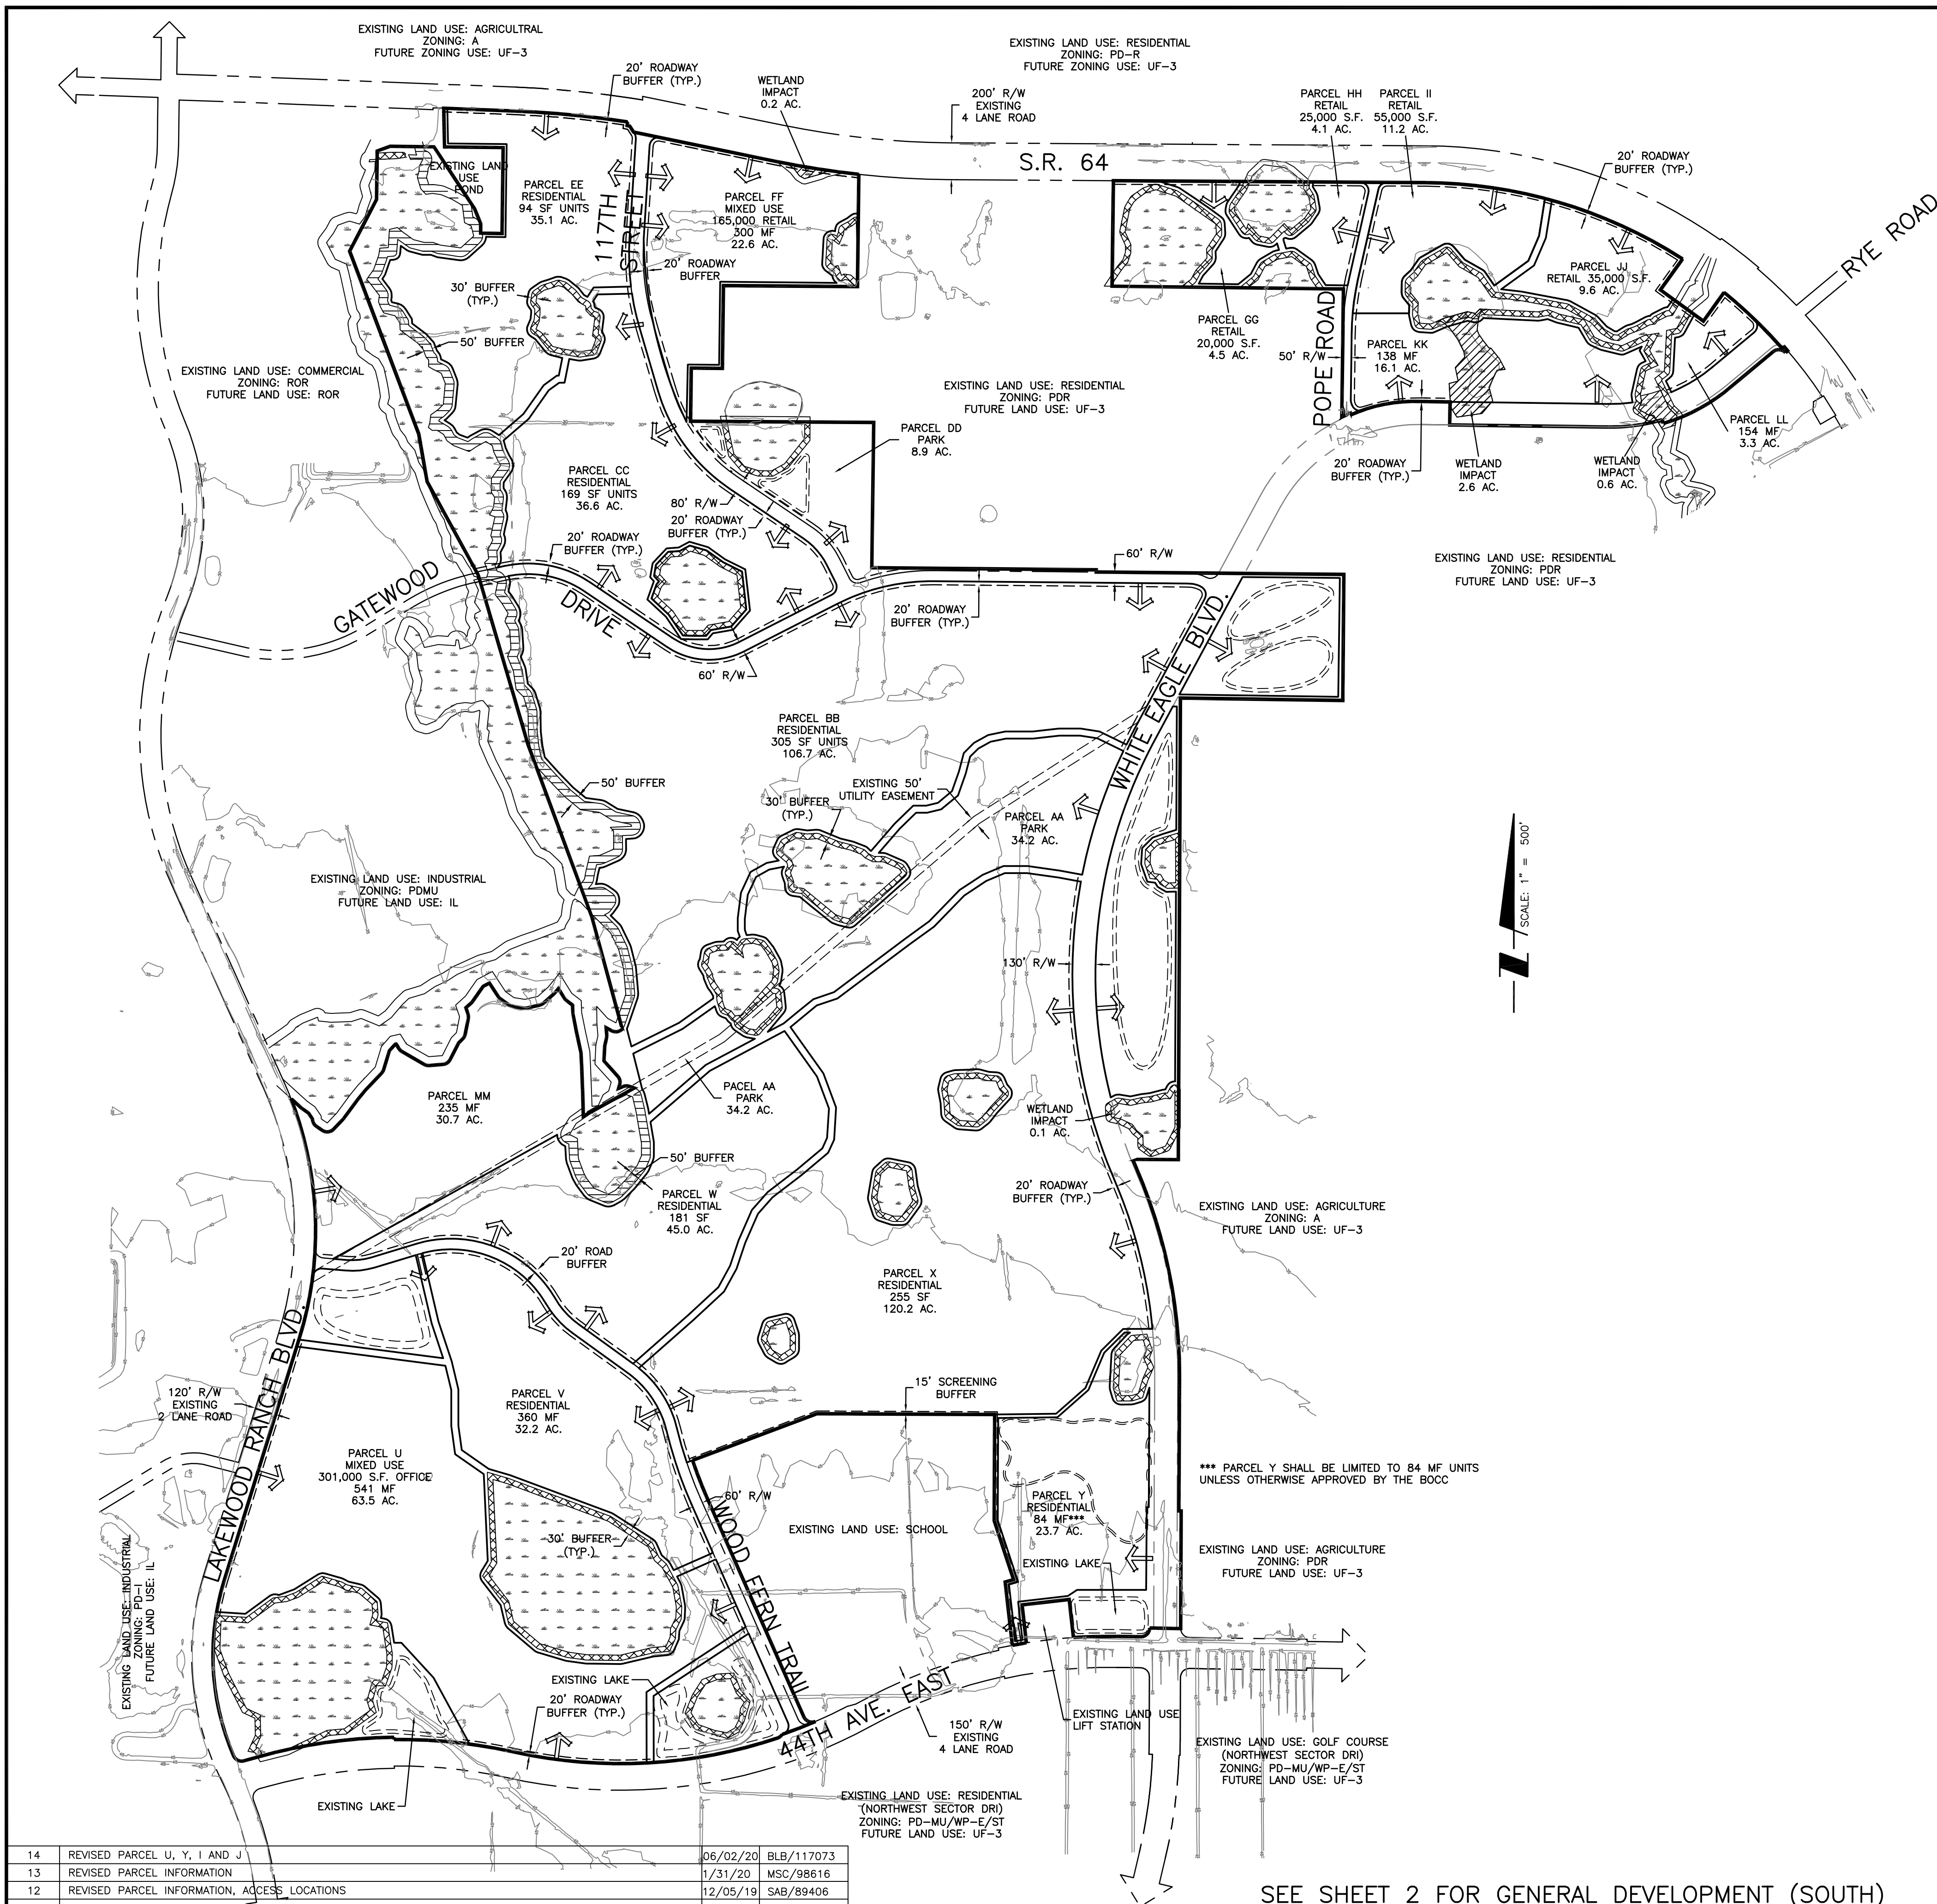 EXISTING LAND USE: AGRICULTRAL
ZONING: A
FUTURE ZONING USE: UF-3
EXISTING LAND USE: RESIDENTIAL
ZONING: PD-R
FUTURE ZONING USE: UF-3
20' ROADWAY
BUFFER (TYP.)
WETLAND
IMPACT
0.2 AC.
200' R/W
EXISTING
4 LANE ROAD
PARCEL HH
RETAIL
25,000 S.F.
4.1 AC.
PARCEL II
RETAIL
55,000 S.F.
11.2 AC.
20' ROADWAY
BUFFER (TYP.)
S.R. 64
RYE ROAD
EXISTING LAND
USE
POND
PARCEL EE
RESIDENTIAL
94 SF UNITS
35.1 AC.
117TH
STREET
PARCEL FF
MIXED USE
165,000 RETAIL
300 MF
22.6 AC.
20' ROADWAY
BUFFER
30' BUFFER
(TYP.)
50' BUFFER
PARCEL GG
RETAIL
20,000 S.F.
4.5 AC.
POPE ROAD
50' R/W
PARCEL JJ
RETAIL 35,000 S.F.
9.6 AC.
PARCEL KK
138 MF
16.1 AC.
PARCEL LL
154 MF
3.3 AC.
EXISTING LAND USE: COMMERCIAL
ZONING: ROR
FUTURE LAND USE: ROR
EXISTING LAND USE: RESIDENTIAL
ZONING: PDR
FUTURE LAND USE: UF-3
PARCEL DD
PARK
8.9 AC.
20' ROADWAY
BUFFER (TYP.)
WETLAND
IMPACT
2.6 AC.
WETLAND
IMPACT
0.6 AC.
PARCEL CC
RESIDENTIAL
169 SF UNITS
36.6 AC.
80' R/W
20' ROADWAY
BUFFER (TYP.)
20' ROADWAY
BUFFER (TYP.)
60' R/W
EXISTING LAND USE: RESIDENTIAL
ZONING: PDR
FUTURE LAND USE: UF-3
GATEWOOD
DRIVE
20' ROADWAY
BUFFER (TYP.)
60' R/W
WHITE EAGLE BLVD.
PARCEL BB
RESIDENTIAL
305 SF UNITS
106.7 AC.
50' BUFFER
EXISTING 50'
UTILITY EASEMENT
30' BUFFER
(TYP.)
PARCEL AA
PARK
34.2 AC.
SCALE: 1" = 500'
EXISTING LAND USE: INDUSTRIAL
ZONING: PDMU
FUTURE LAND USE: IL
130' R/W
PARCEL MM
235 MF
30.7 AC.
PACEL AA
PARK
34.2 AC.
WETLAND
IMPACT
0.1 AC.
50' BUFFER
PARCEL W
RESIDENTIAL
181 SF
45.0 AC.
20' ROADWAY
BUFFER (TYP.)
EXISTING LAND USE: AGRICULTURE
ZONING: A
FUTURE LAND USE: UF-3
20' ROAD
BUFFER
PARCEL X
RESIDENTIAL
255 SF
120.2 AC.
LAKEWOOD RANCH BLVD.
120' R/W
EXISTING
2 LANE ROAD
15' SCREENING
BUFFER
PARCEL V
RESIDENTIAL
360 MF
32.2 AC.
PARCEL U
MIXED USE
301,000 S.F. OFFICE
541 MF
63.5 AC.
*** PARCEL Y SHALL BE LIMITED TO 84 MF UNITS
UNLESS OTHERWISE APPROVED BY THE BOCC
60' R/W
WOOD FERN TRAIL
PARCEL Y
RESIDENTIAL
84 MF***
23.7 AC.
EXISTING LAND USE: SCHOOL
30' BUFFER
(TYP.)
EXISTING LAKE
EXISTING LAND USE: AGRICULTURE
ZONING: PDR
FUTURE LAND USE: UF-3
EXISTING LAND USE: INDUSTRIAL
ZONING: PD-I
FUTURE LAND USE: IL
EXISTING LAKE
20' ROADWAY
BUFFER (TYP.)
44TH AVE. EAST
150' R/W
EXISTING
4 LANE ROAD
EXISTING LAND USE
LIFT STATION
EXISTING LAND USE: GOLF COURSE
(NORTHWEST SECTOR DRI)
ZONING: PD-MU/WP-E/ST
FUTURE LAND USE: UF-3
EXISTING LAKE
EXISTING LAND USE: RESIDENTIAL
(NORTHWEST SECTOR DRI)
ZONING: PD-MU/WP-E/ST
FUTURE LAND USE: UF-3
14 REVISED PARCEL U, Y, I AND J 06/02/20 BLB/117073
13 REVISED PARCEL INFORMATION 1/31/20 MSC/98616
12 REVISED PARCEL INFORMATION, ACCESS LOCATIONS 12/05/19 SAB/89406
SEE SHEET 2 FOR GENERAL DEVELOPMENT (SOUTH)